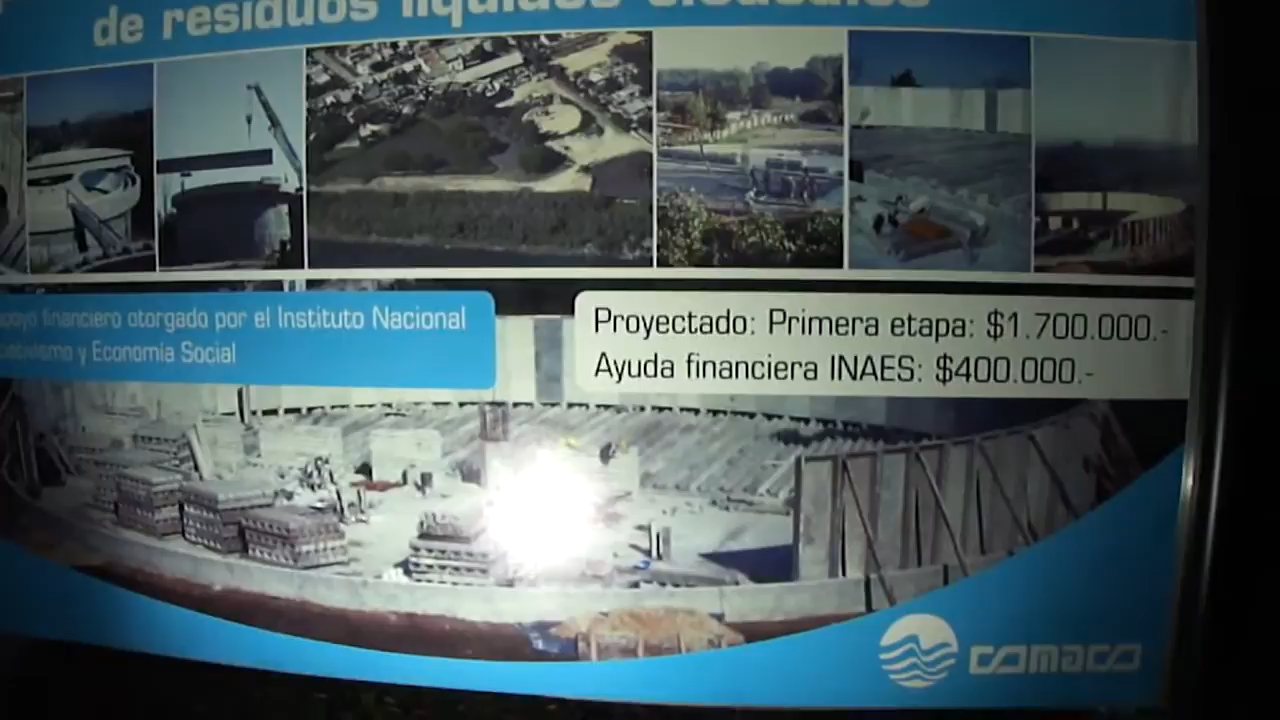 de residuos líquidos cloacales
apoyo financiero otorgado por el Instituto Nacional
y Economía Social
Proyectado: Primera etapa: $1.700.000.-
Ayuda financiera INAES: $400.000.-
comaco